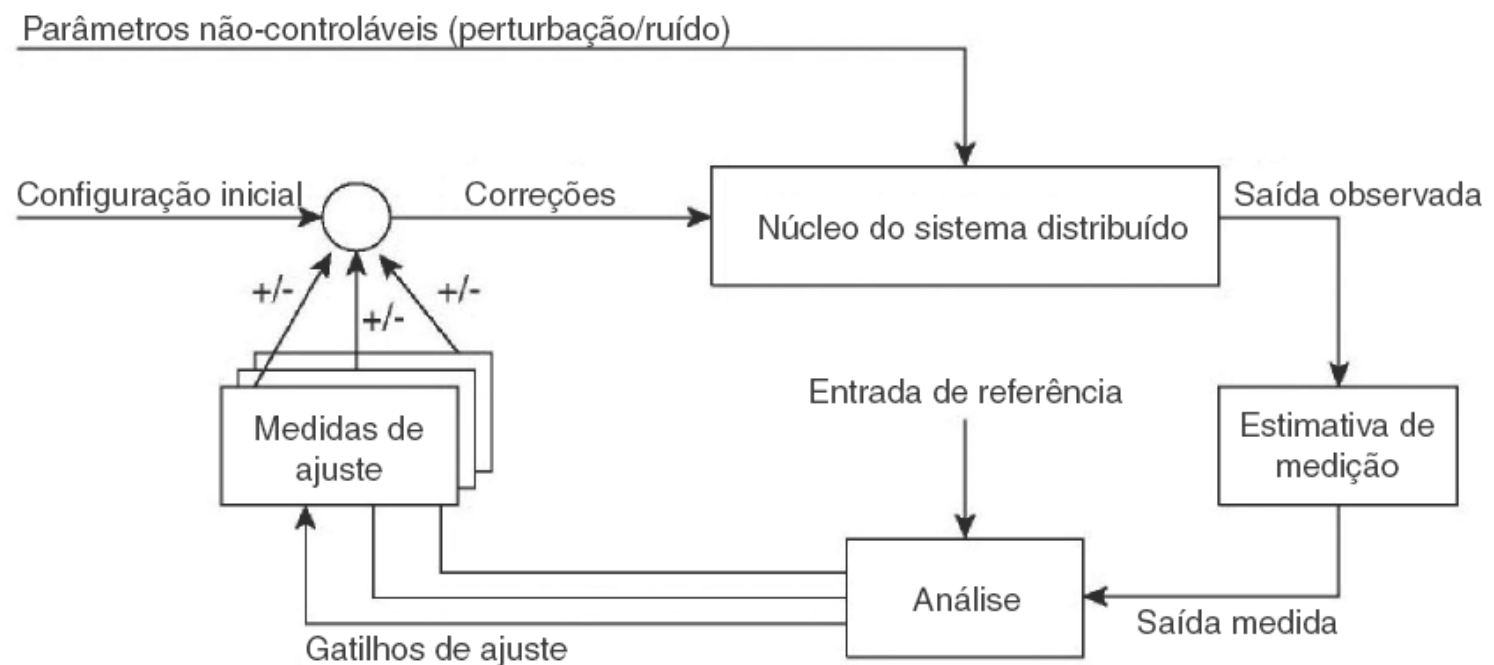 Parâmetros não-controláveis (perturbação/ruído)
Configuração inicial
Correções
Núcleo do sistema distribuído
Saída observada
+/-
+/-
+/-
Medidas de
ajuste
Entrada de referência
Estimativa de
medição
Análise
Saída medida
Gatilhos de ajuste